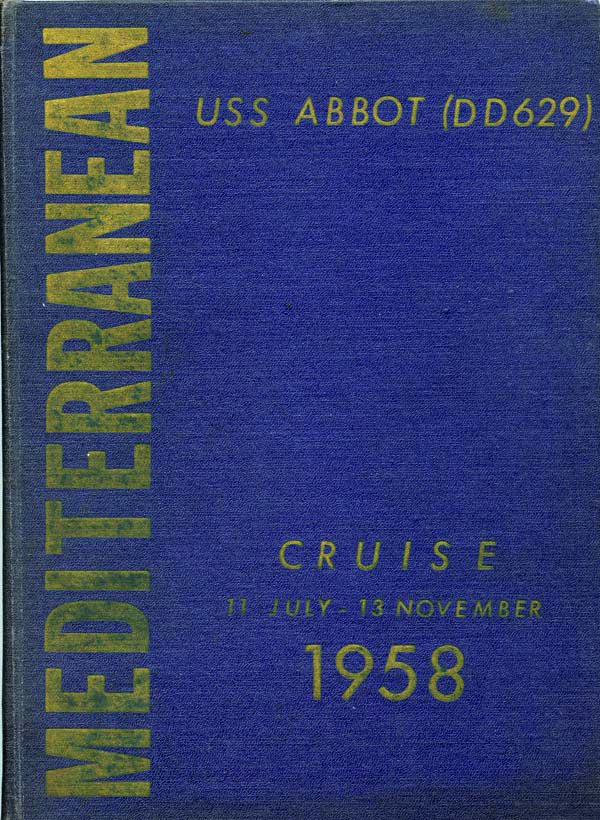 MEDITERRANEAN
USS ABBOT (DD629)
CRUISE
11 JULY - 13 NOVEMBER
1958